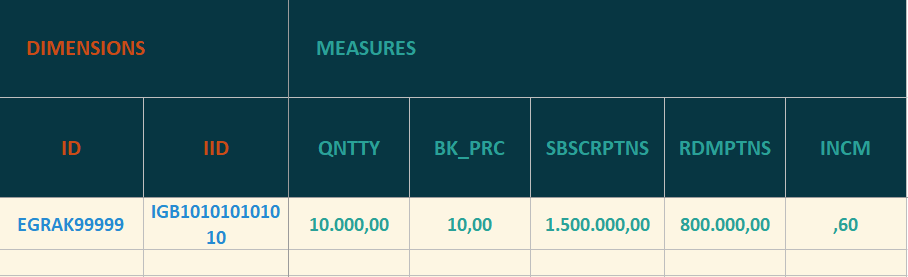 DIMENSIONS MEASURES
ID IID QNTTY BK_PRC SBSCRPTNS RDMPTNS INCM
EGRAK99999 IGB1010101010 10.000,00 10,00 1.500.000,00 800.000,00 ,60
10